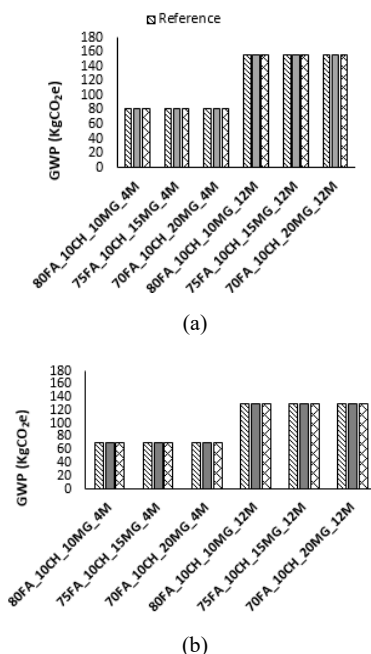 Reference
180
160
140
120
100
80
60
40
20
0
GWP (KgCO₂e)
80FA_10CH_10MG_4M
75FA_10CH_15MG_4M
70FA_10CH_20MG_4M
80FA_10CH_10MG_12M
75FA_10CH_15MG_12M
70FA_10CH_20MG_12M
(a)
180
160
140
120
100
80
60
40
20
0
GWP (KgCO₂e)
80FA_10CH_10MG_4M
75FA_10CH_15MG_4M
70FA_10CH_20MG_4M
80FA_10CH_10MG_12M
75FA_10CH_15MG_12M
70FA_10CH_20MG_12M
(b)